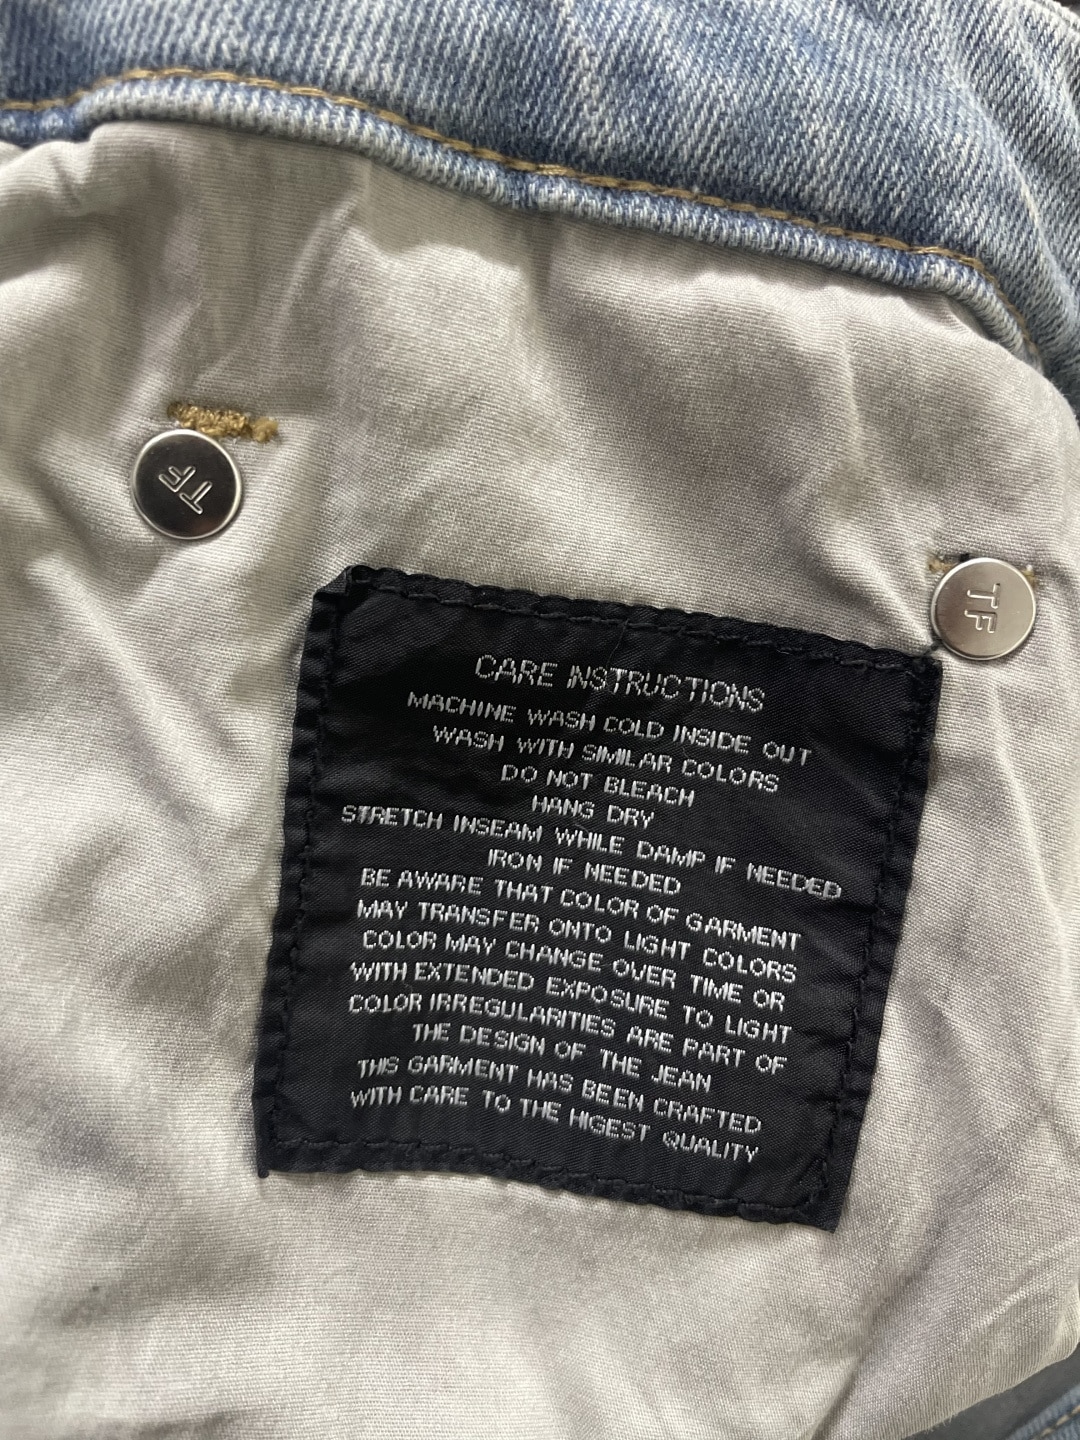 TF
TF
CARE INSTRUCTIONS
MACHINE WASH COLD INSIDE OUT
WASH WITH SIMILAR COLORS
DO NOT BLEACH
HANG DRY
STRETCH INSEAM WHILE DAMP IF NEEDED
IRON IF NEEDED
BE AWARE THAT COLOR OF GARMENT
MAY TRANSFER ONTO LIGHT COLORS
COLOR MAY CHANGE OVER TIME OR
WITH EXTENDED EXPOSURE TO LIGHT
COLOR IRREGULARITIES ARE PART OF
THE DESIGN OF THE JEAN
THIS GARMENT HAS BEEN CRAFTED
WITH CARE TO THE HIGEST QUALITY